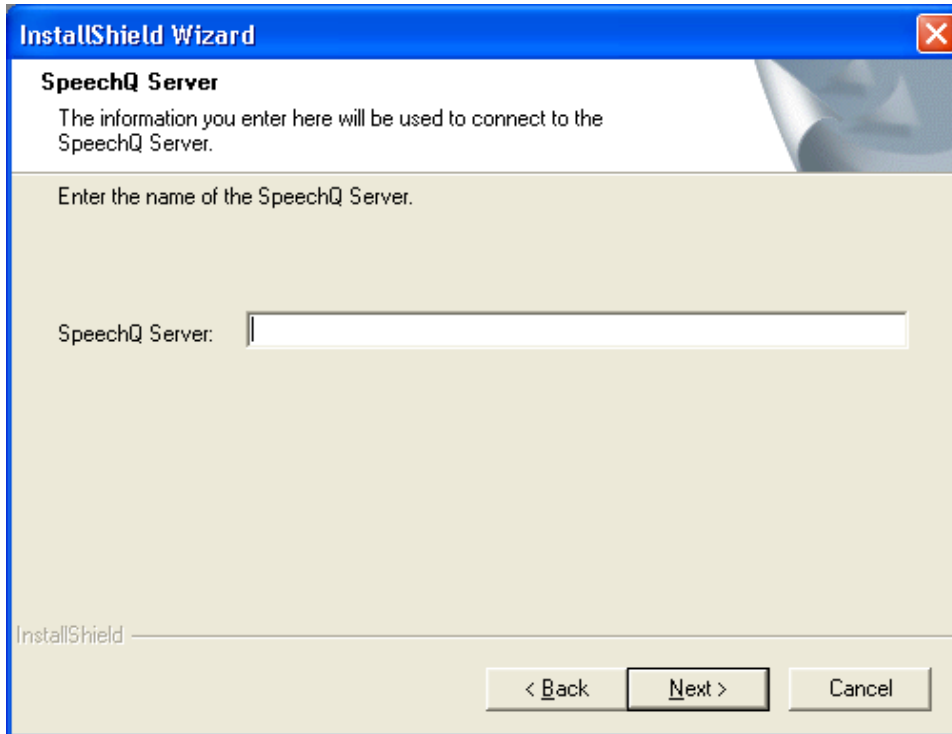 InstallShield Wizard
SpeechQ Server
The information you enter here will be used to connect to the
SpeechQ Server.
Enter the name of the SpeechQ Server.
SpeechQ Server:
InstallShield
< Back Next > Cancel